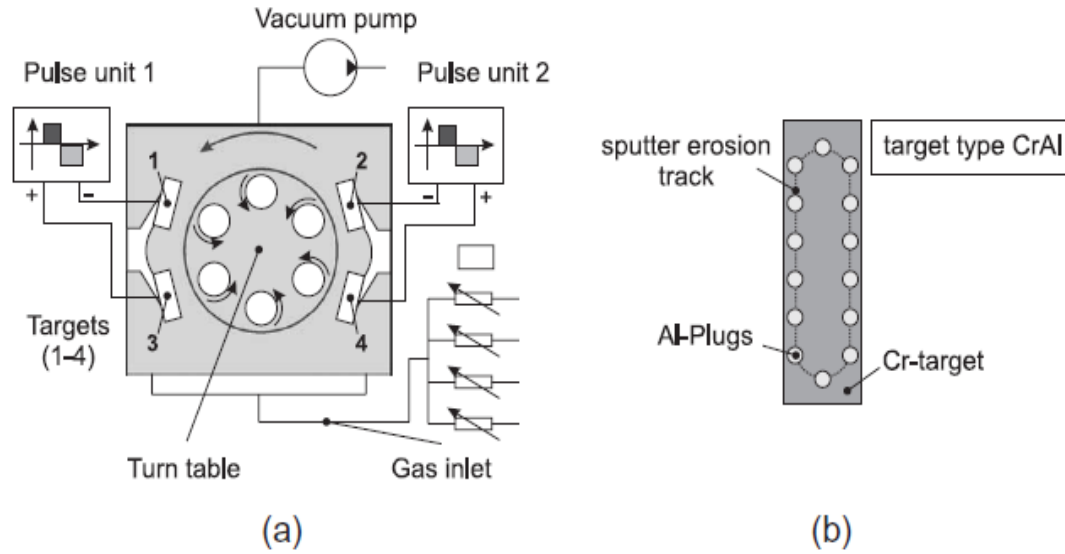 Vacuum pump
Pulse unit 1
Pulse unit 2
+
-
-
+
1
2
3
4
Targets
(1-4)
Turn table
Gas inlet
(a)
sputter erosion
track
target type CrAl
Al-Plugs
Cr-target
(b)